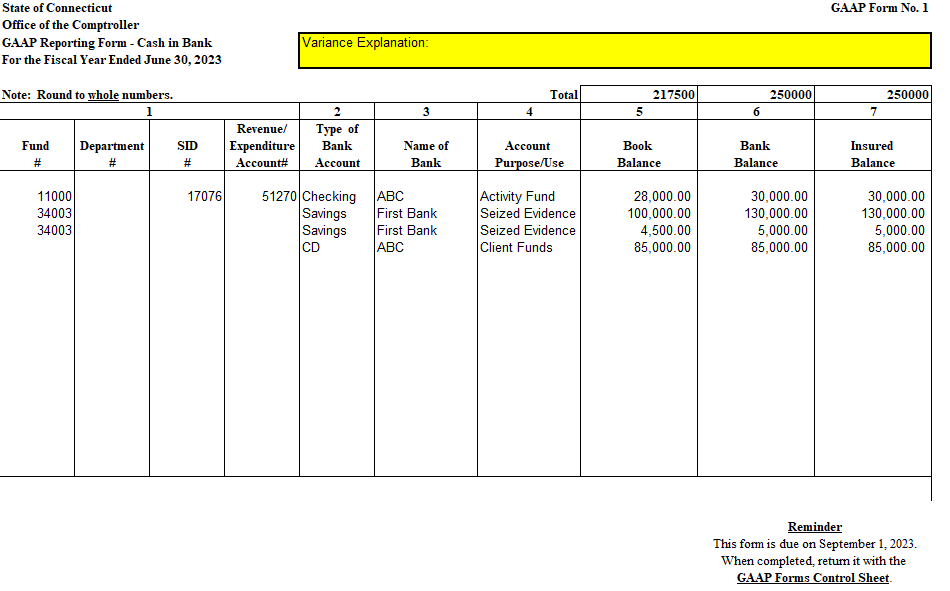 State of Connecticut GAAP Form No. 1
Office of the Comptroller
GAAP Reporting Form - Cash in Bank Variance Explanation:
For the Fiscal Year Ended June 30, 2023
Note: Round to whole numbers. Total 217500 250000 250000
1 2 3 4 5 6 7
Revenue/ Type of
Fund Department SID Expenditure Bank Name of Account Book Bank Insured
# # # Account# Account Bank Purpose/Use Balance Balance Balance
11000 17076 51270 Checking ABC Activity Fund 28,000.00 30,000.00 30,000.00
34003 Savings First Bank Seized Evidence 100,000.00 130,000.00 130,000.00
34003 Savings First Bank Seized Evidence 4,500.00 5,000.00 5,000.00
CD ABC Client Funds 85,000.00 85,000.00 85,000.00
Reminder
This form is due on September 1, 2023.
When completed, return it with the
GAAP Forms Control Sheet.